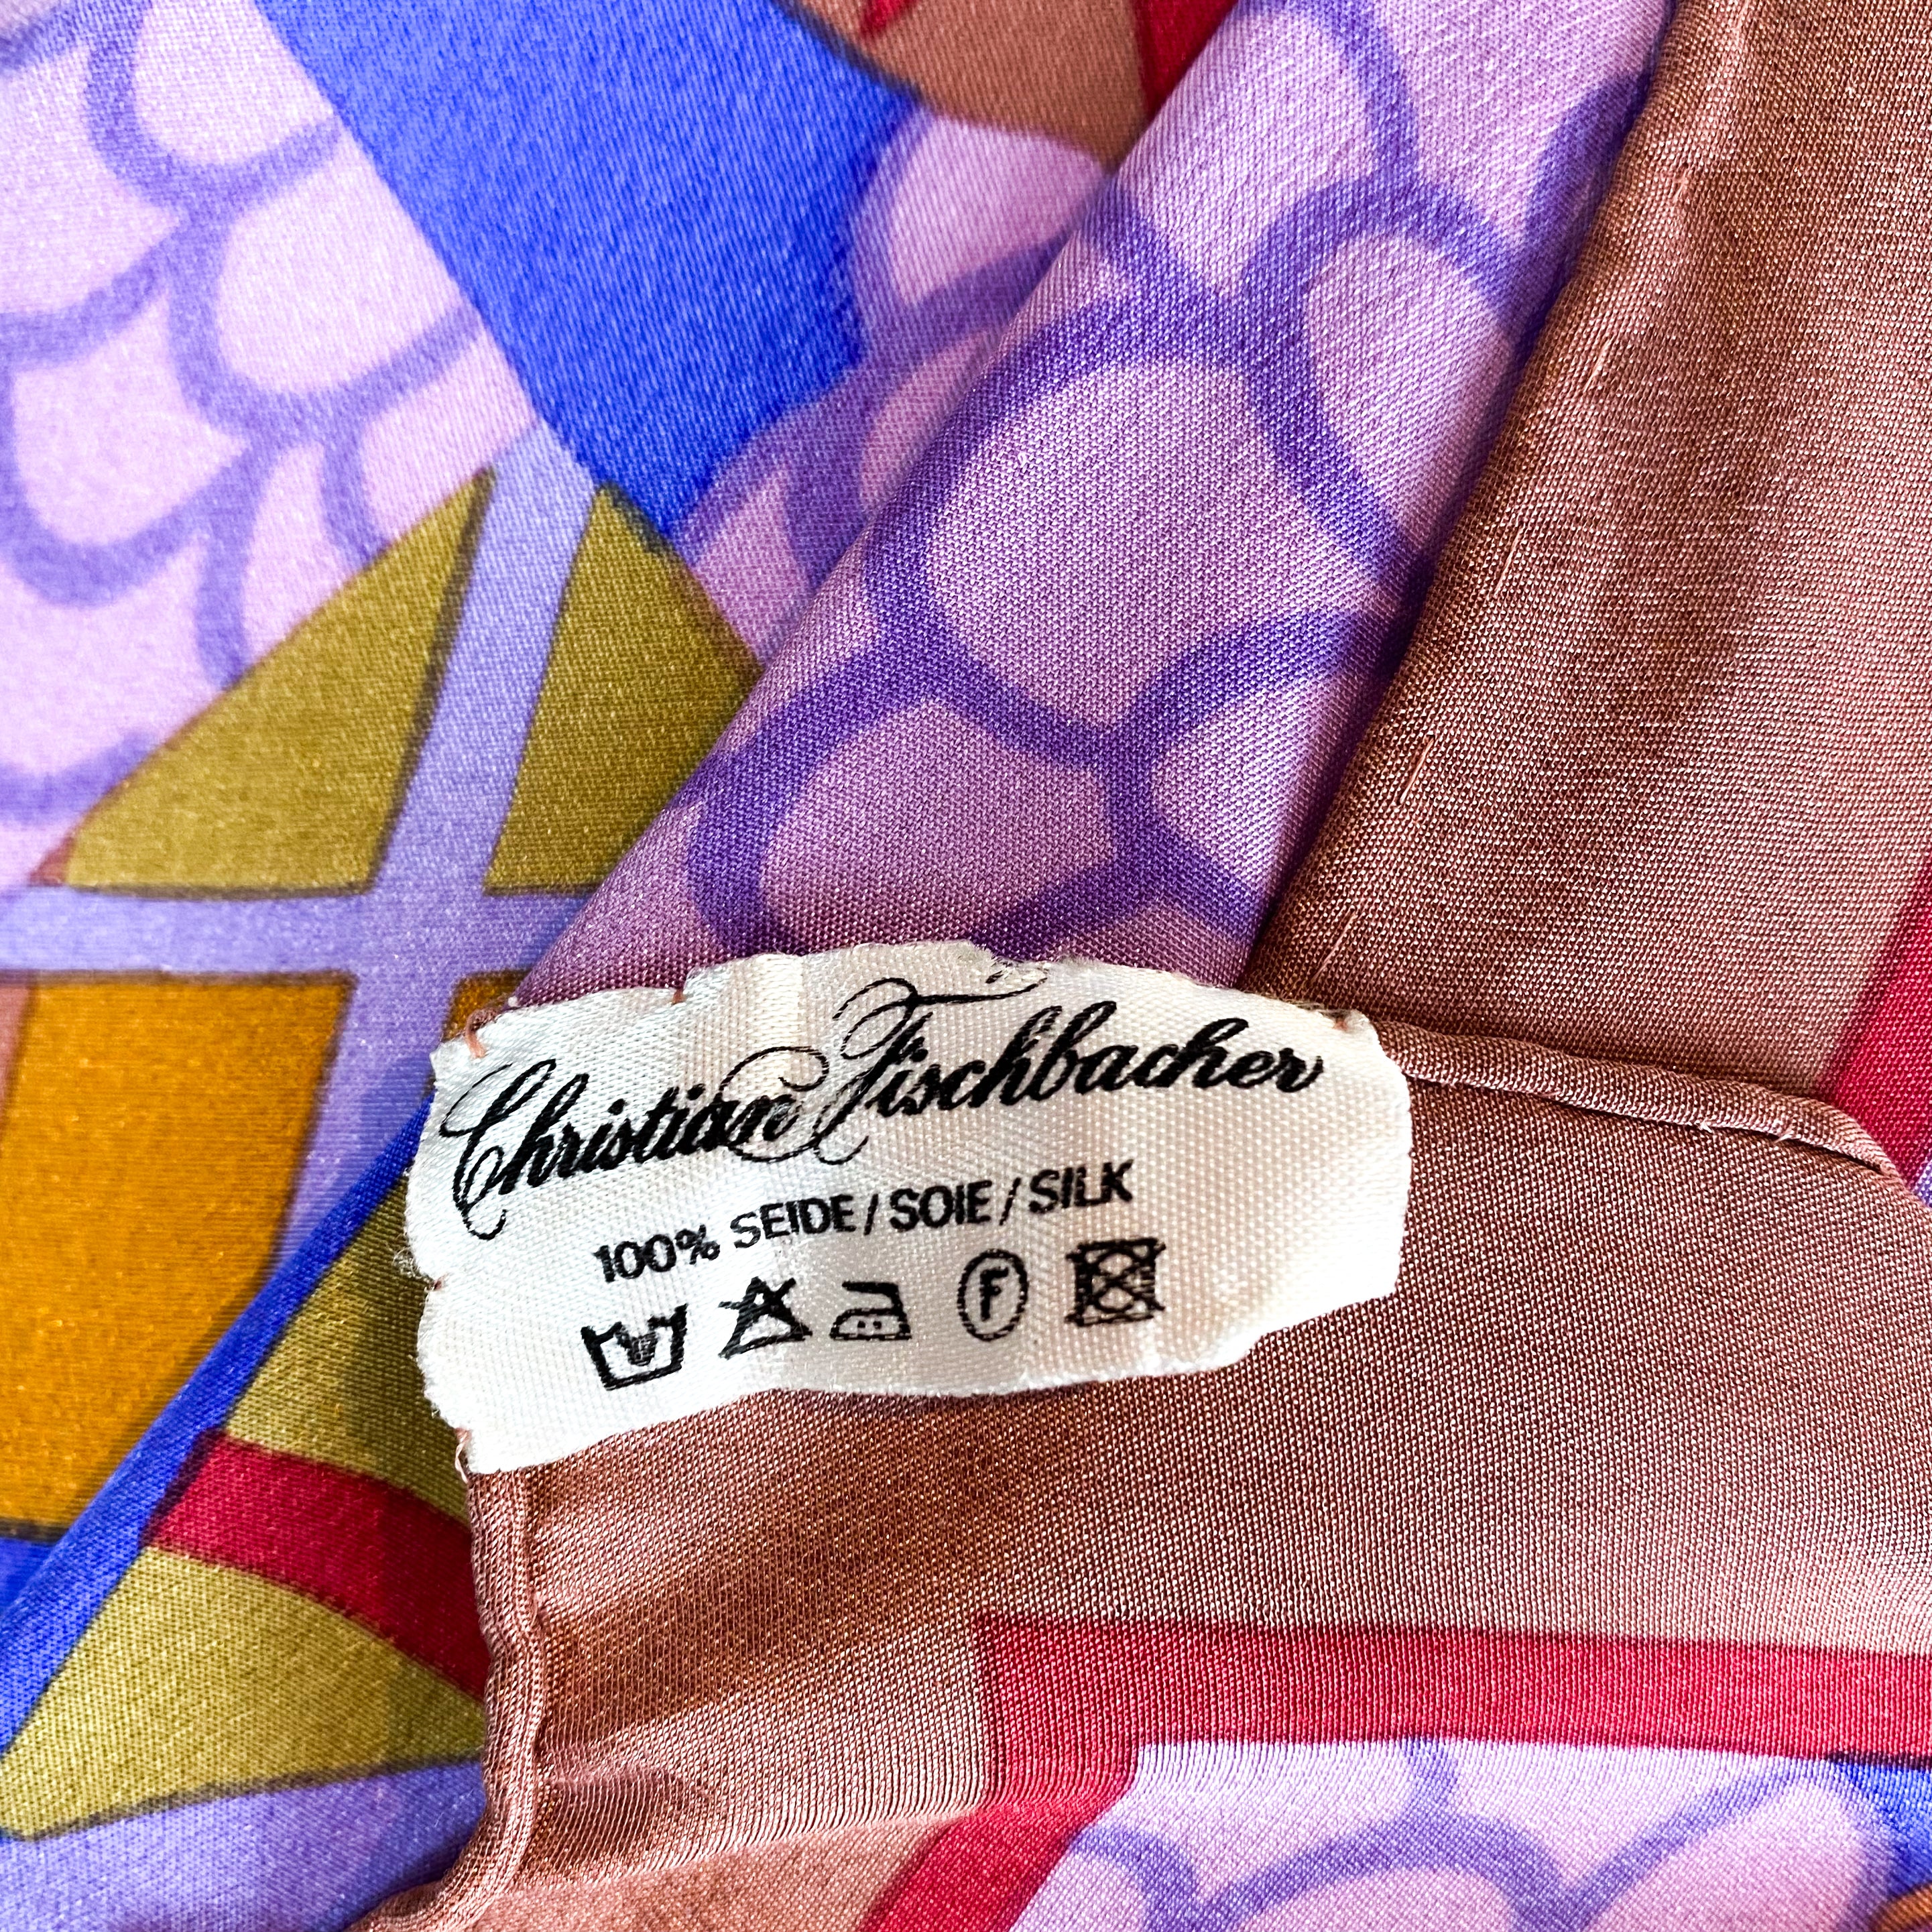 Christian Fischbacher
100% SEIDE / SOIE / SILK
F